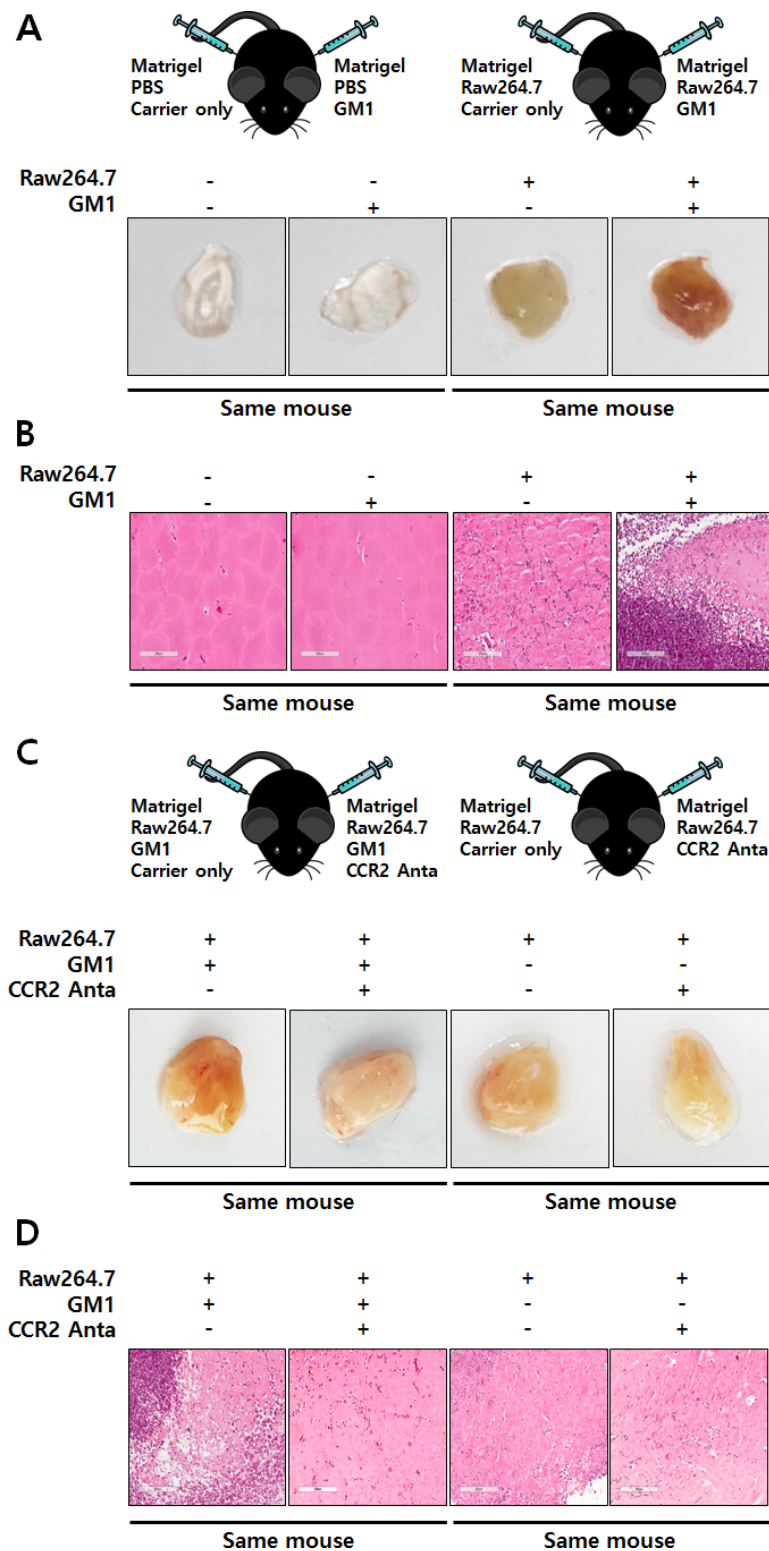 A
Matrigel
PBS
Carrier only
Matrigel
PBS
GM1
Matrigel
Raw264.7
Carrier only
Matrigel
Raw264.7
GM1
Raw264.7 - - + +
GM1 - + - +
Same mouse Same mouse
B
Raw264.7 - - + +
GM1 - + - +
Same mouse Same mouse
C
Matrigel
Raw264.7
GM1
Carrier only
Matrigel
Raw264.7
GM1
CCR2 Anta
Matrigel
Raw264.7
Carrier only
Matrigel
Raw264.7
CCR2 Anta
Raw264.7 + + + +
GM1 + + - -
CCR2 Anta - + - +
Same mouse Same mouse
D
Raw264.7 + + + +
GM1 + + - -
CCR2 Anta - + - +
Same mouse Same mouse